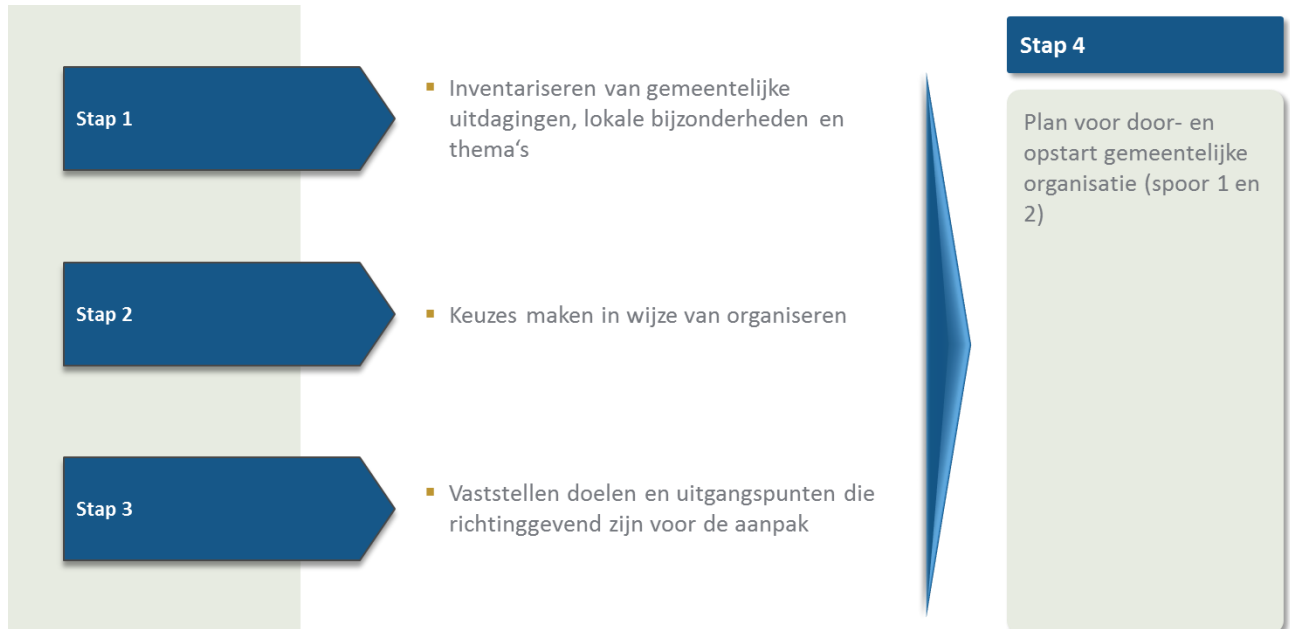 Stap 1
Inventariseren van gemeentelijke
uitdagingen, lokale bijzonderheden en
thema‘s
Stap 2
Keuzes maken in wijze van organiseren
Stap 3
Vaststellen doelen en uitgangspunten die
richtinggevend zijn voor de aanpak
Stap 4
Plan voor door- en
opstart gemeentelijke
organisatie (spoor 1 en
2)